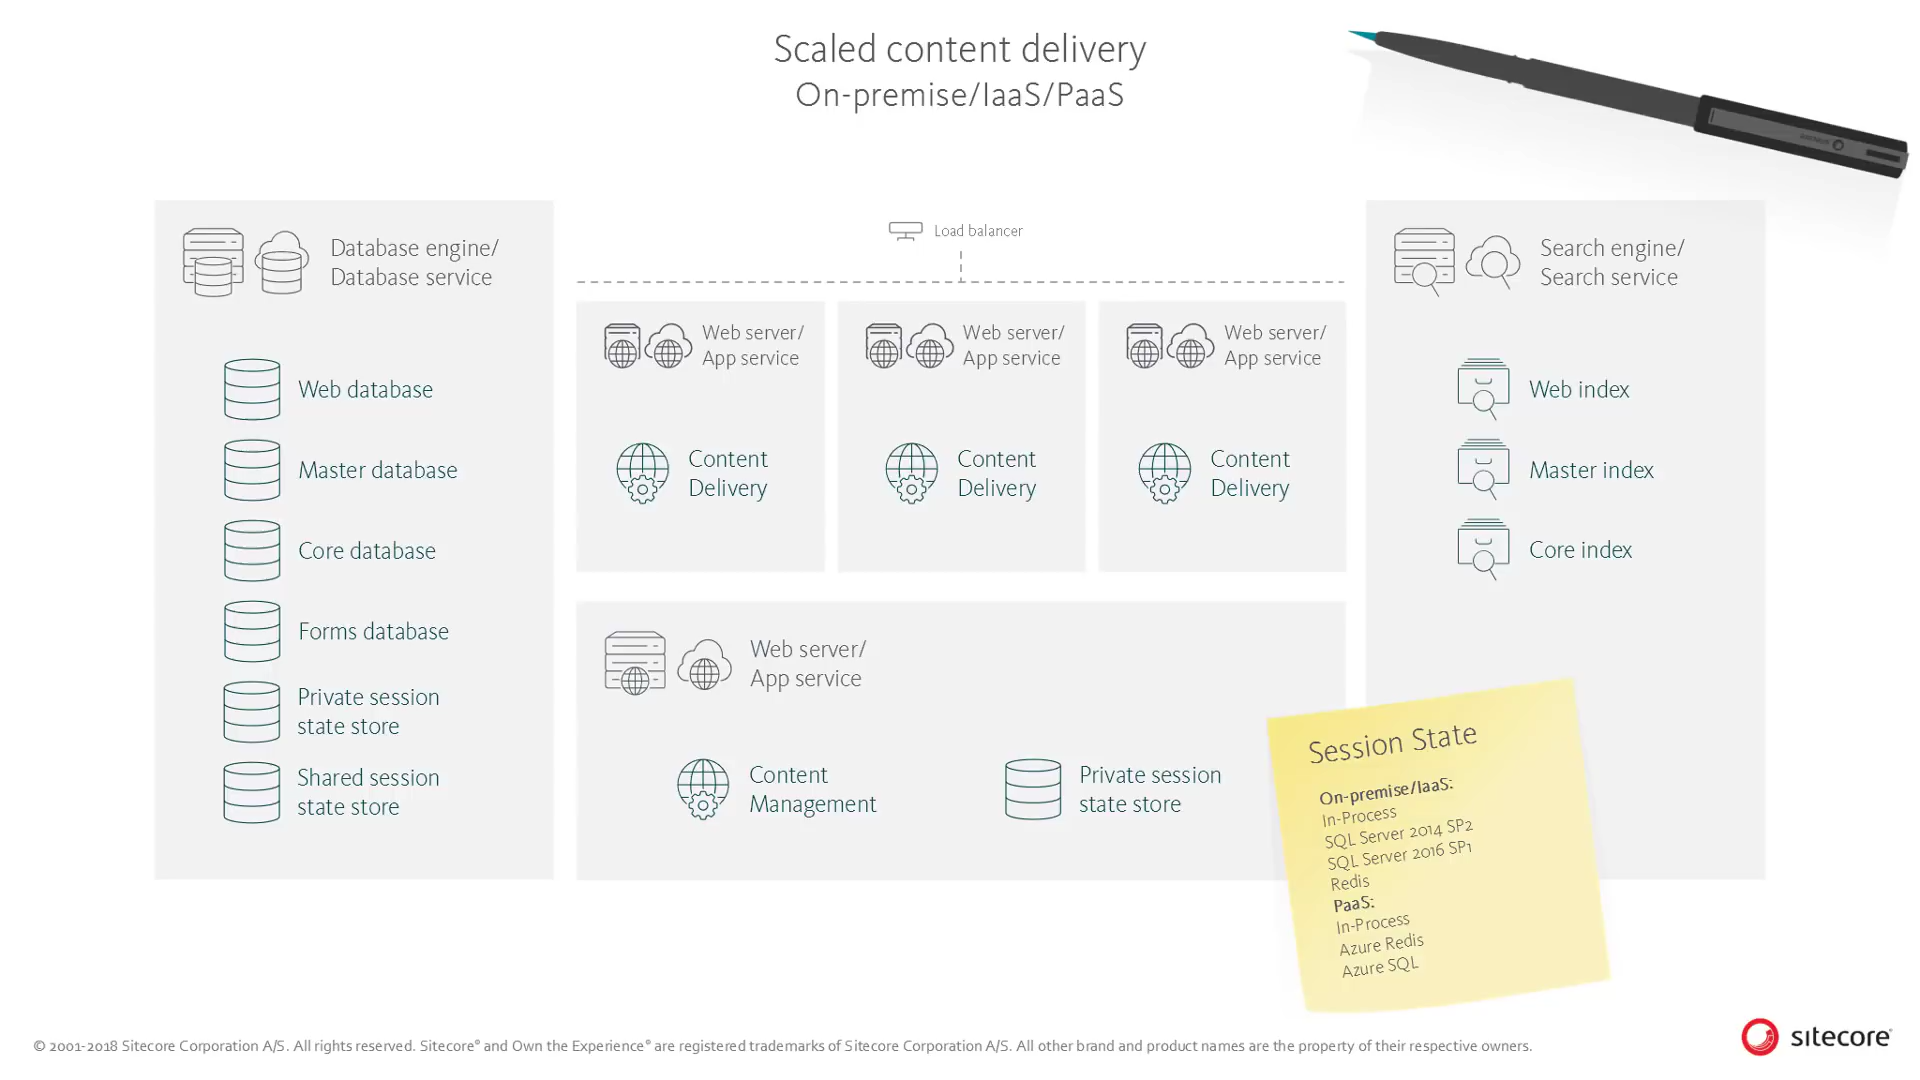 Scaled content delivery
On-premise/IaaS/PaaS
Database engine/
Database service
Web database
Master database
Core database
Forms database
Private session
state store
Shared session
state store
Load balancer
Web server/
App service
Content
Delivery
Web server/
App service
Content
Delivery
Web server/
App service
Content
Delivery
Web server/
App service
Content
Management
Private session
state store
Search engine/
Search service
Web index
Master index
Core index
Session State
On-premise/IaaS:
In-Process
SQL Server 2014 SP2
SQL Server 2016 SP1
Redis
PaaS:
In-Process
Azure Redis
Azure SQL
© 2001-2018 Sitecore Corporation A/S. All rights reserved. Sitecore® and Own the Experience® are registered trademarks of Sitecore Corporation A/S. All other brand and product names are the property of their respective owners.
sitecore